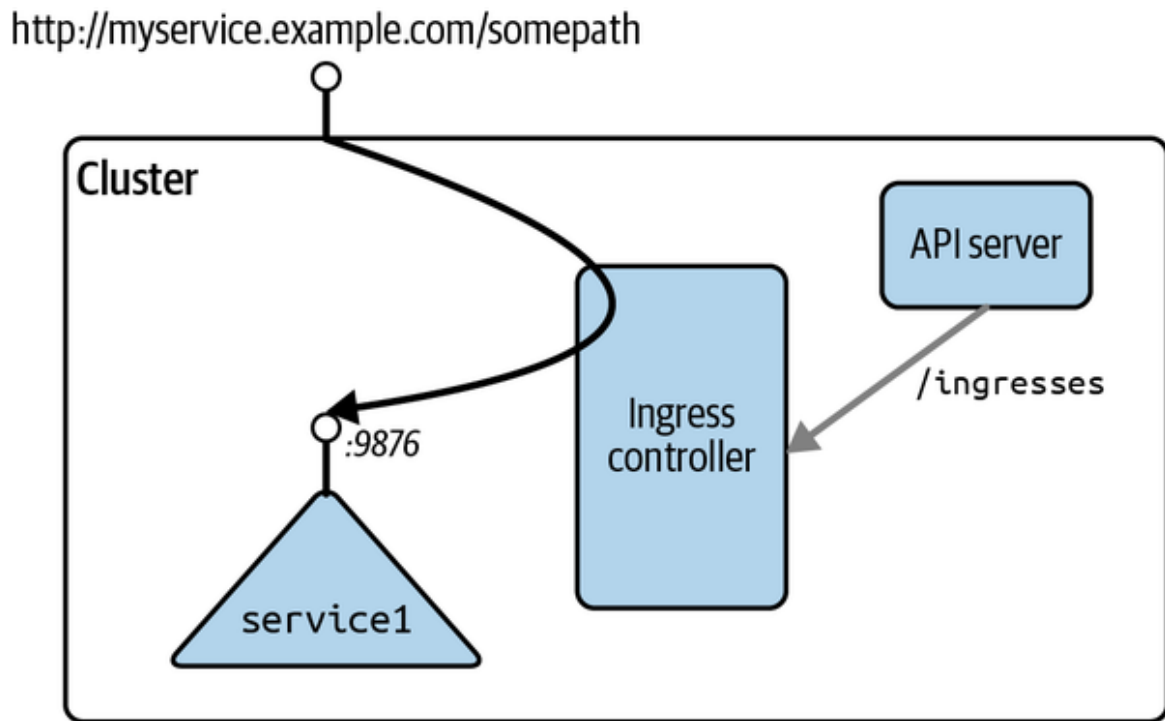 http://myservice.example.com/somepath
Cluster
API server
/ingresses
Ingress
controller
:9876
service1